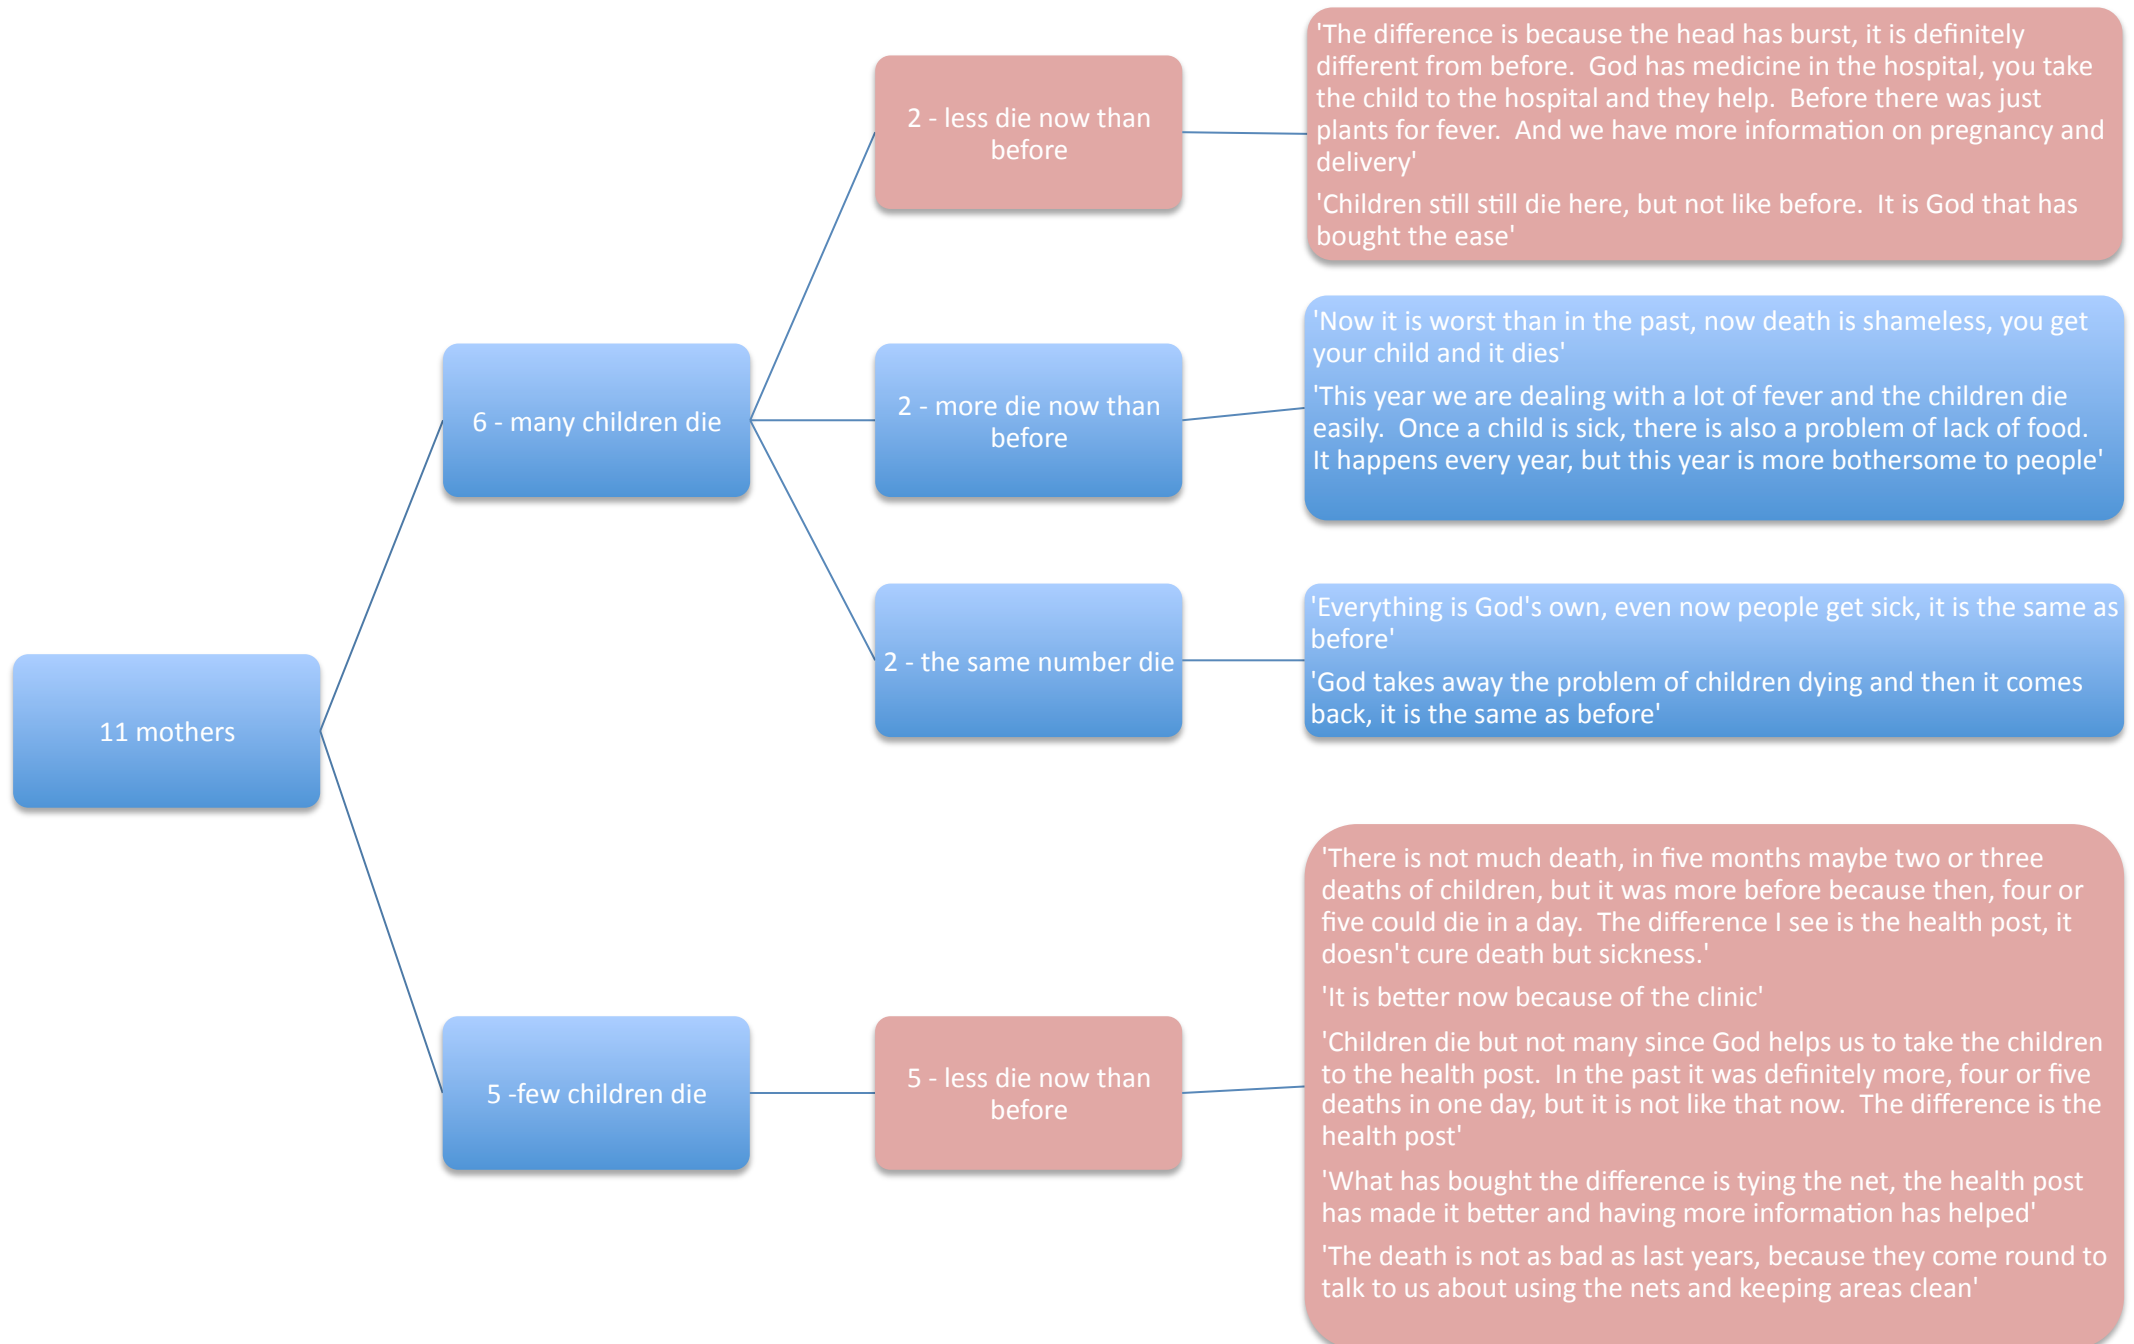 11 mothers
6 - many children die
2 - less die now than
before
'The difference is because the head has burst, it is definitely
different from before.  God has medicine in the hospital, you take
the child to the hospital and they help.  Before there was just
plants for fever.  And we have more information on pregnancy and
delivery'
'Children still still die here, but not like before.  It is God that has
bought the ease'
2 - more die now than
before
'Now it is worst than in the past, now death is shameless, you get
your child and it dies'
'This year we are dealing with a lot of fever and the children die
easily.  Once a child is sick, there is also a problem of lack of food.
It happens every year, but this year is more bothersome to people'
2 - the same number die
'Everything is God's own, even now people get sick, it is the same as
before'
'God takes away the problem of children dying and then it comes
back, it is the same as before'
5 -few children die
5 - less die now than
before
'There is not much death, in five months maybe two or three
deaths of children, but it was more before because then, four or
five could die in a day.  The difference I see is the health post, it
doesn't cure death but sickness.'
'It is better now because of the clinic'
'Children die but not many since God helps us to take the children
to the health post.  In the past it was definitely more, four or five
deaths in one day, but it is not like that now.  The difference is the
health post'
'What has bought the difference is tying the net, the health post
has made it better and having more information has helped'
'The death is not as bad as last years, because they come round to
talk to us about using the nets and keeping areas clean'